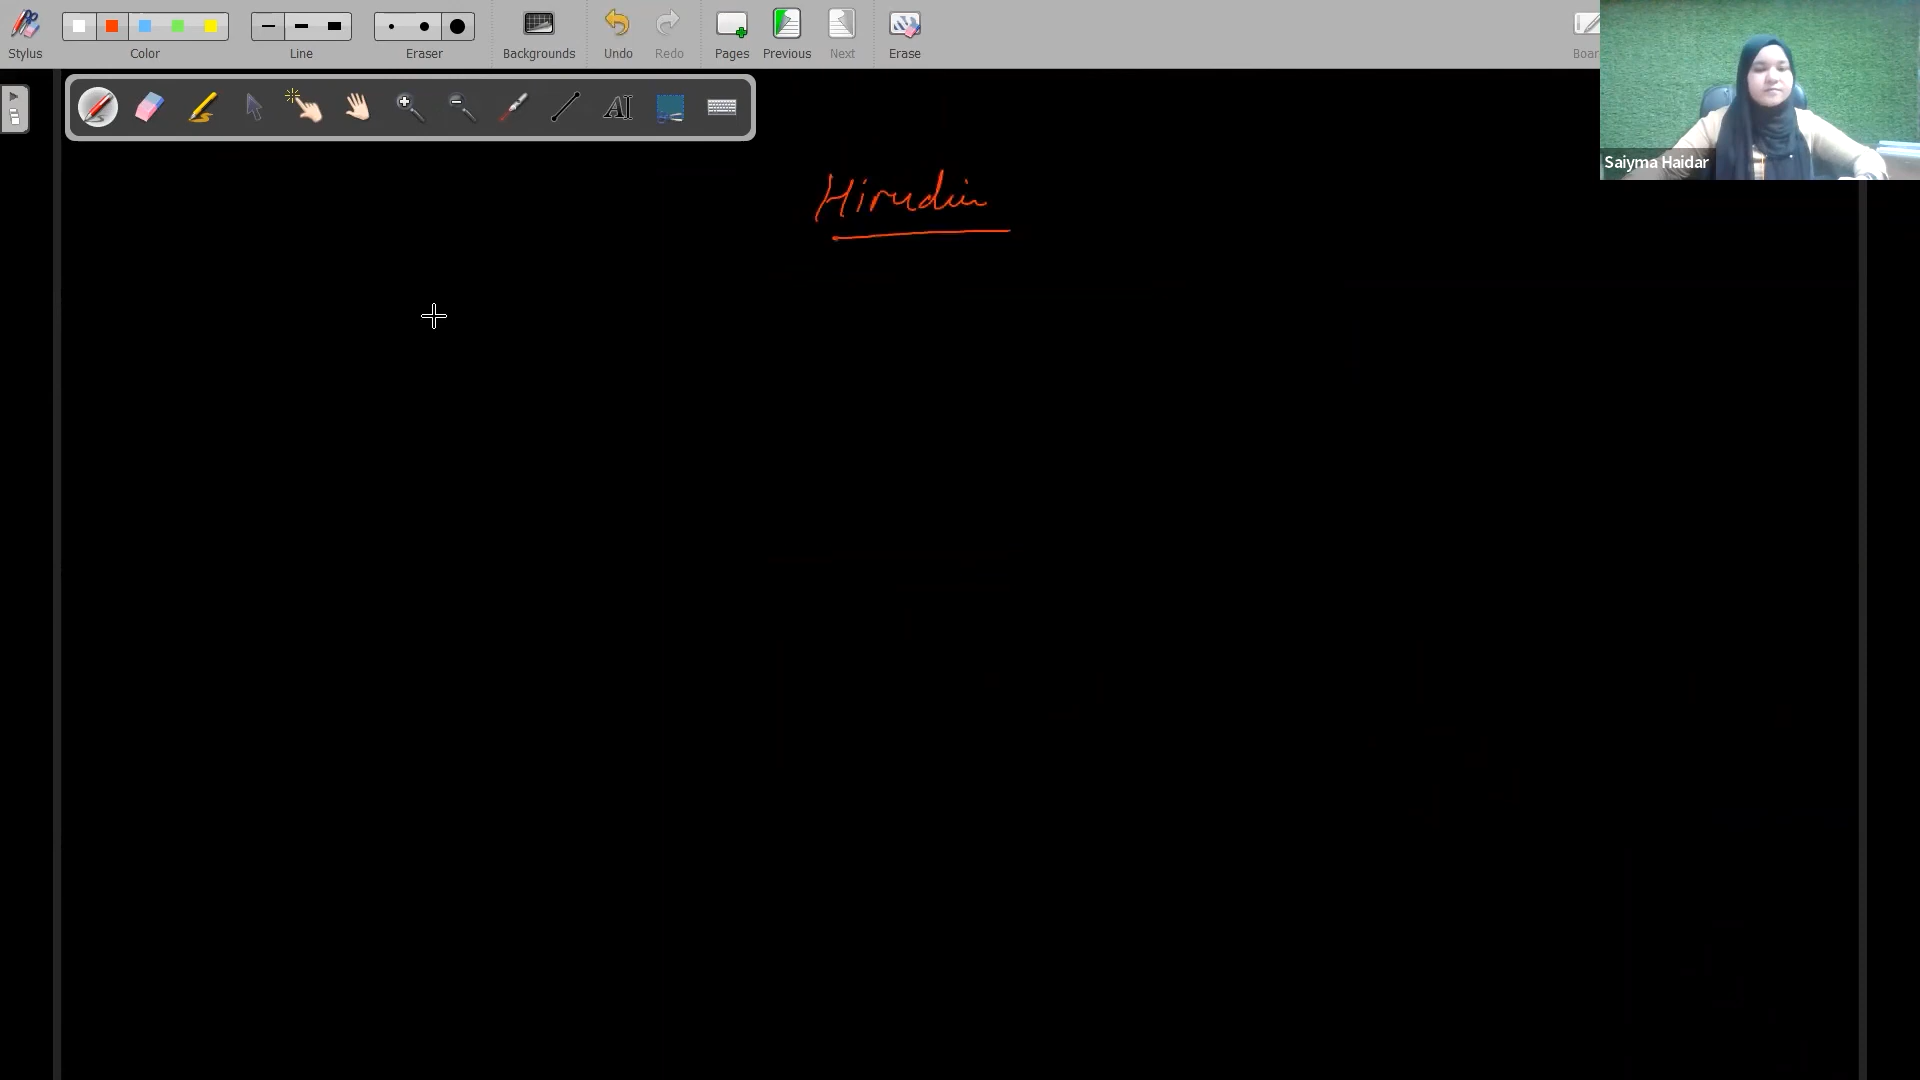 Stylus Color Line Eraser Backgrounds Undo Redo Pages Previous Next Erase
Saiyma Haidar
Hirudin